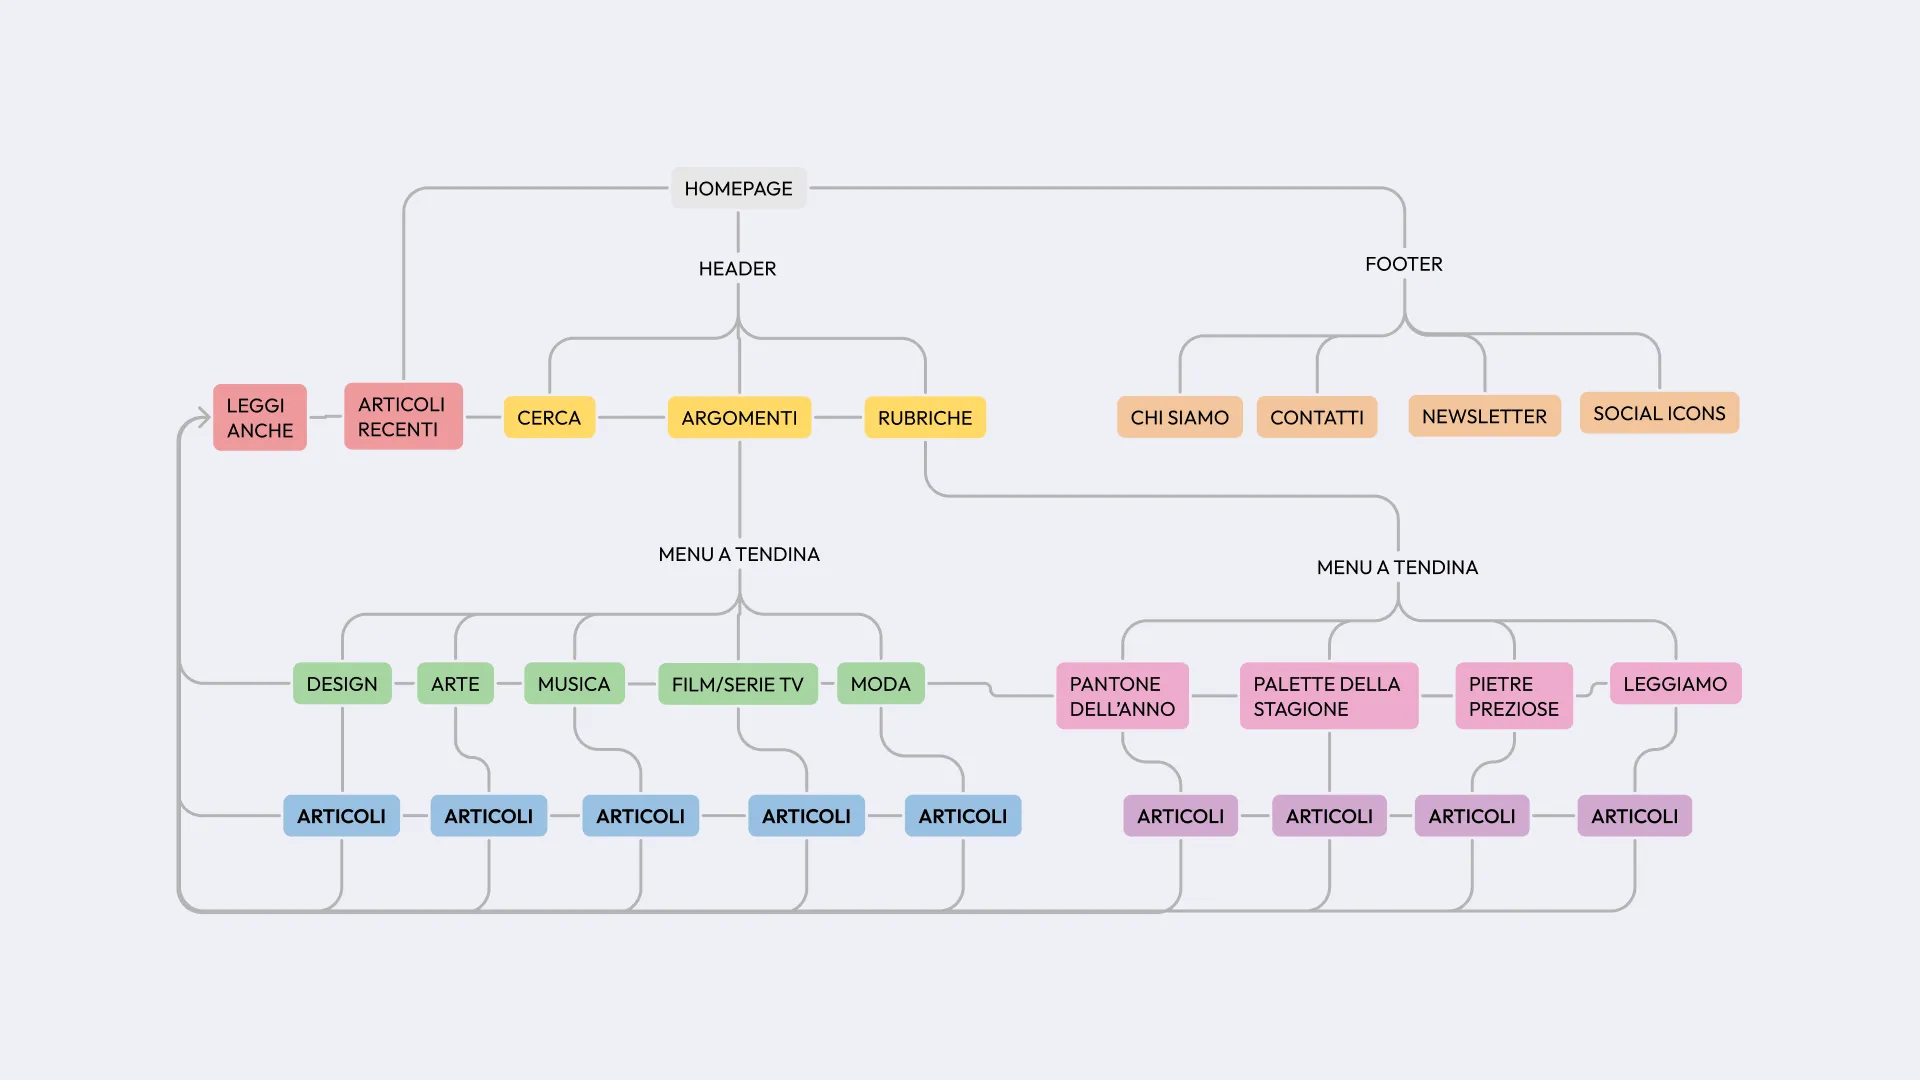 HOMEPAGE
HEADER
FOOTER
LEGGI
ANCHE
ARTICOLI
RECENTI
CERCA
ARGOMENTI
RUBRICHE
CHI SIAMO
CONTATTI
NEWSLETTER
SOCIAL ICONS
MENU A TENDINA
MENU A TENDINA
DESIGN
ARTE
MUSICA
FILM/SERIE TV
MODA
PANTONE
DELL’ANNO
PALETTE DELLA
STAGIONE
PIETRE
PREZIOSE
LEGGIAMO
ARTICOLI
ARTICOLI
ARTICOLI
ARTICOLI
ARTICOLI
ARTICOLI
ARTICOLI
ARTICOLI
ARTICOLI